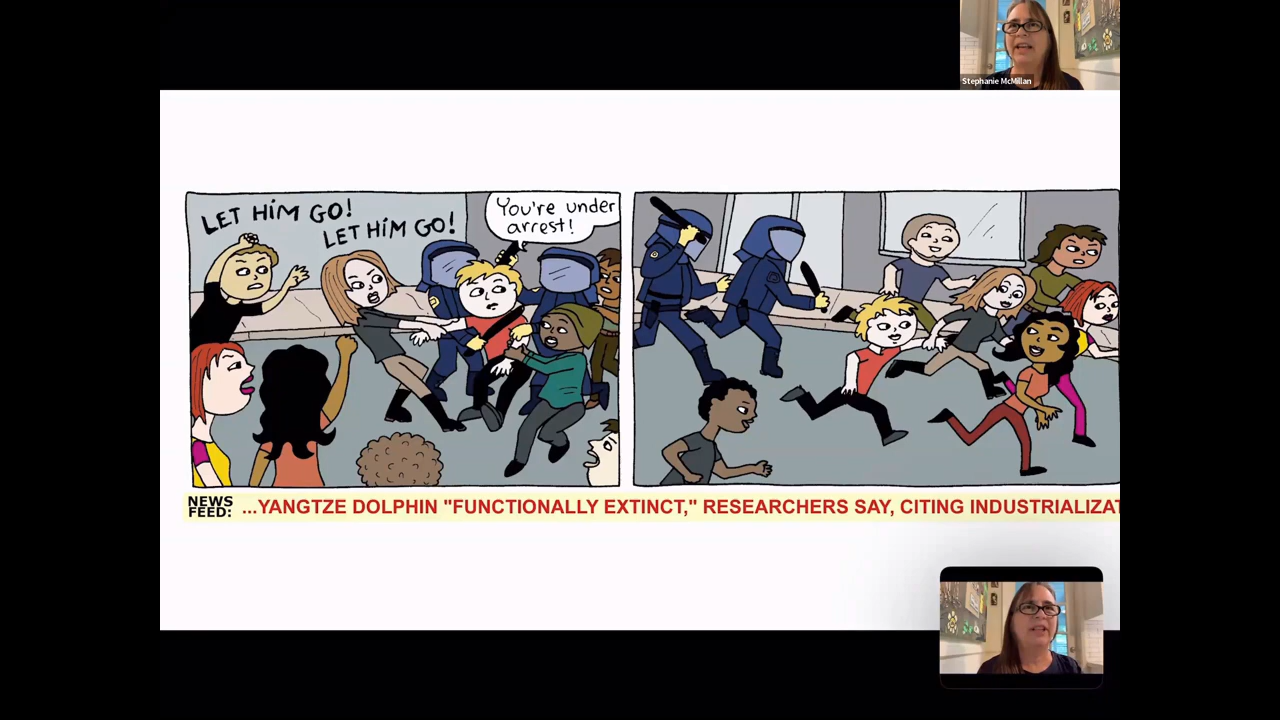 Stephanie McMillan
LET HiM GO!
LET HiM GO!
You're under
arrest!
NEWS
FEED:
...YANGTZE DOLPHIN "FUNCTIONALLY EXTINCT," RESEARCHERS SAY, CITING INDUSTRIALIZAT